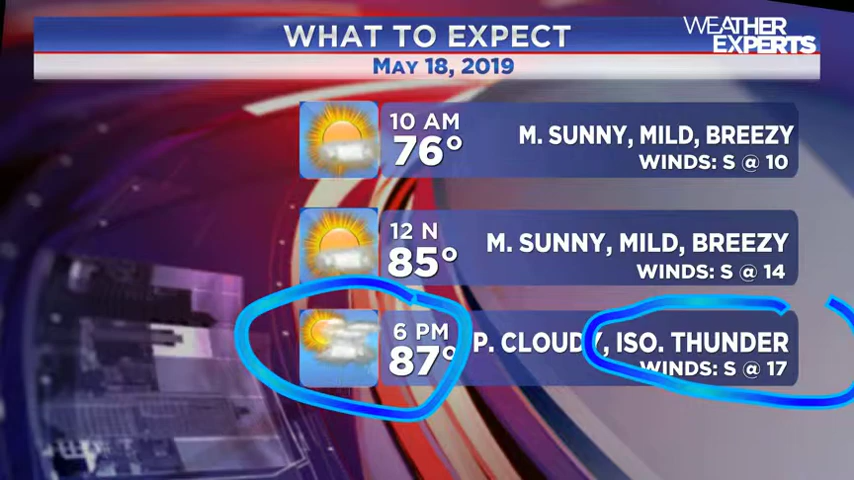 WHAT TO EXPECT
WEATHER
EXPERTS
MAY 18, 2019
10 AM
76°
M. SUNNY, MILD, BREEZY
WINDS: S @ 10
12 N
85°
M. SUNNY, MILD, BREEZY
WINDS: S @ 14
6 PM
87°
P. CLOUDY, ISO. THUNDER
WINDS: S @ 17